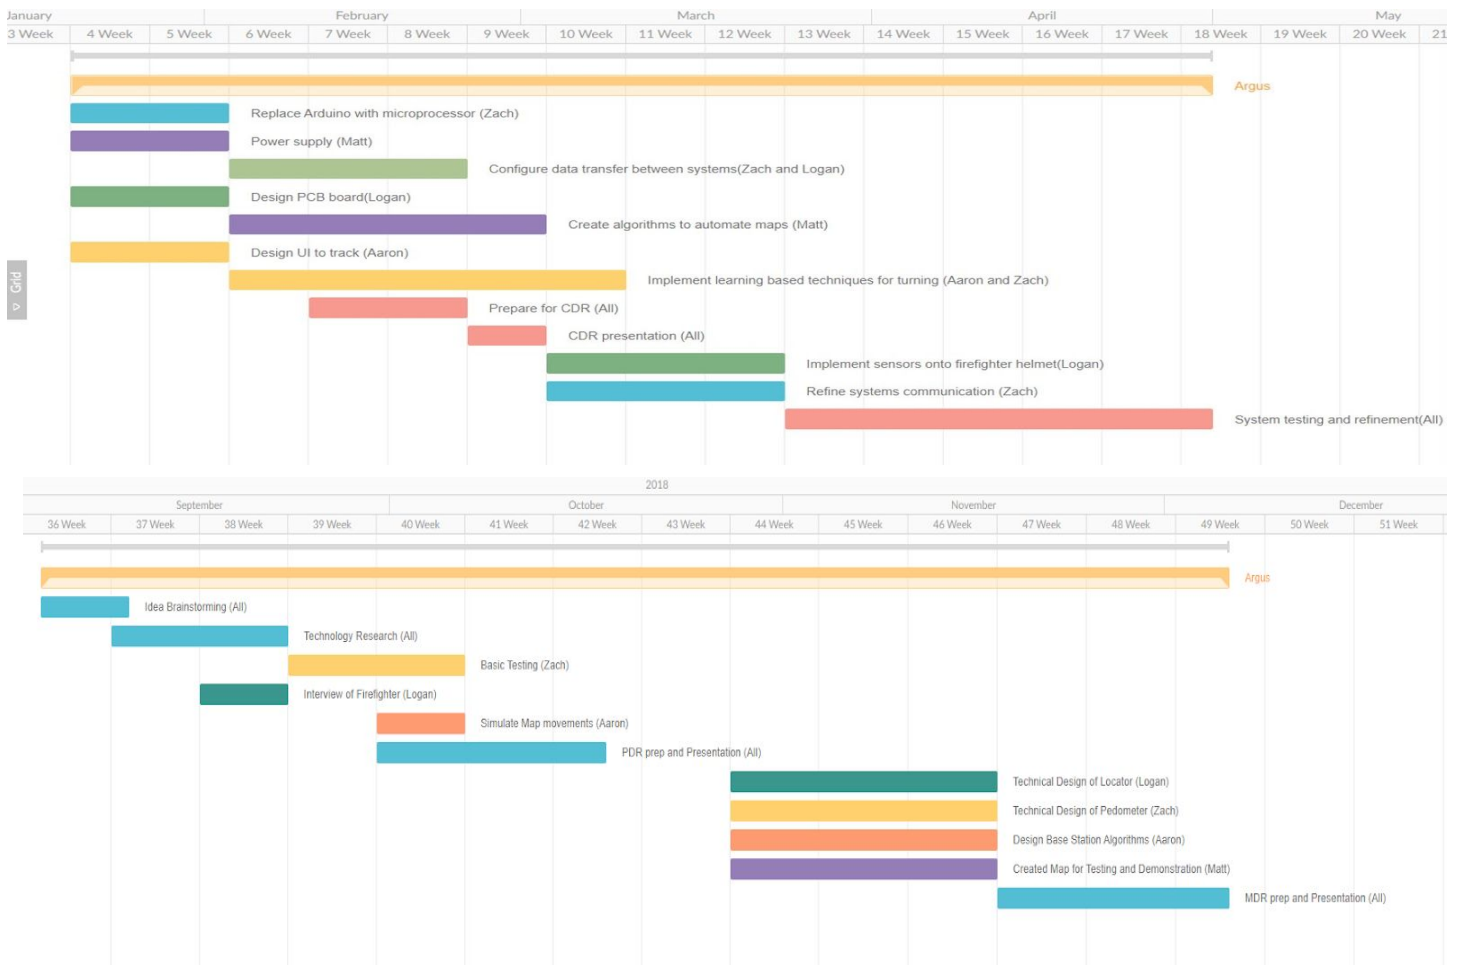 January February March April May
3 Week 4 Week 5 Week 6 Week 7 Week 8 Week 9 Week 10 Week 11 Week 12 Week 13 Week 14 Week 15 Week 16 Week 17 Week 18 Week 19 Week 20 Week 21
Argus
Replace Arduino with microprocessor (Zach)
Power supply (Matt)
Configure data transfer between systems(Zach and Logan)
Design PCB board(Logan)
Create algorithms to automate maps (Matt)
Design UI to track (Aaron)
Grid
Implement learning based techniques for turning (Aaron and Zach)
Prepare for CDR (All)
CDR presentation (All)
Implement sensors onto firefighter helmet(Logan)
Refine systems communication (Zach)
System testing and refinement(All)
2018
September October November December
36 Week 37 Week 38 Week 39 Week 40 Week 41 Week 42 Week 43 Week 44 Week 45 Week 46 Week 47 Week 48 Week 49 Week 50 Week 51 Week
Argus
Idea Brainstorming (All)
Technology Research (All)
Basic Testing (Zach)
Interview of Firefighter (Logan)
Simulate Map movements (Aaron)
PDR prep and Presentation (All)
Technical Design of Locator (Logan)
Technical Design of Pedometer (Zach)
Design Base Station Algorithms (Aaron)
Created Map for Testing and Demonstration (Matt)
MDR prep and Presentation (All)